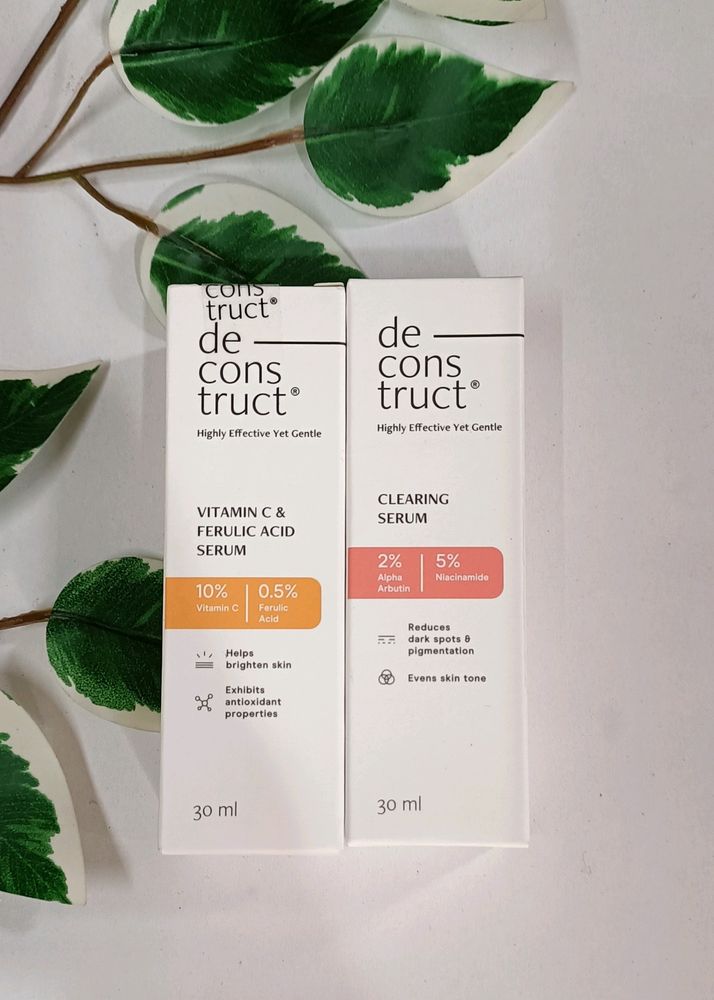 cons
truct®
de
cons
truct®
Highly Effective Yet Gentle
VITAMIN C &
FERULIC ACID
SERUM
10%
Vitamin C
0.5%
Ferulic
Acid
Helps
brighten skin
Exhibits
antioxidant
properties
30 ml
de
cons
truct®
Highly Effective Yet Gentle
CLEARING
SERUM
2%
Alpha
Arbutin
5%
Niacinamide
Reduces
dark spots &
pigmentation
Evens skin tone
30 ml